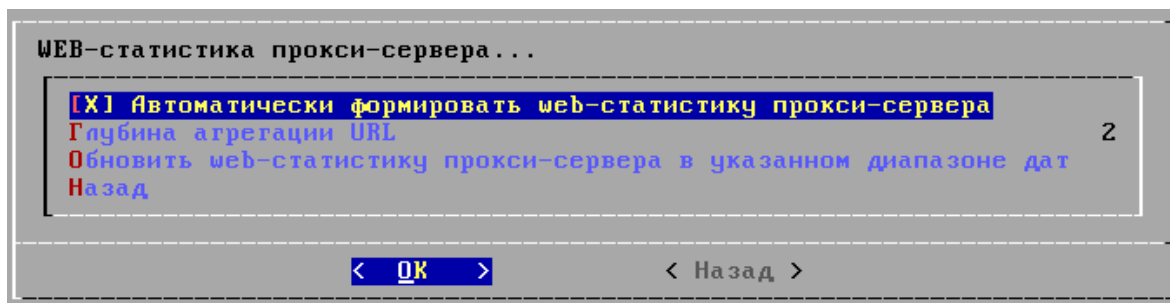 WEB-статистика прокси-сервера...
[X] Автоматически формировать web-статистику прокси-сервера
Глубина агрегации URL 2
Обновить web-статистику прокси-сервера в указанном диапазоне дат
Назад
< OK > < Назад >